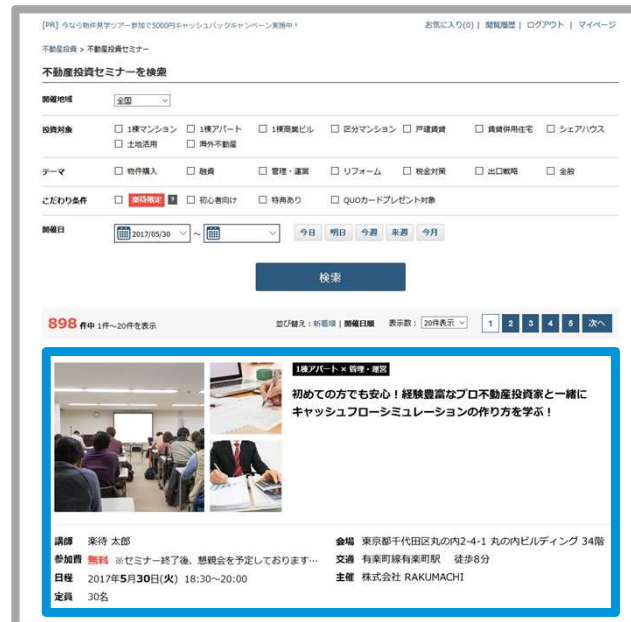 [PR] 今なら物件見学ツアー参加で5000円キャッシュバックキャンペーン実施中！ お気に入り(0) | 閲覧履歴 | ログアウト | マイページ
不動産投資 > 不動産投資セミナー
不動産投資セミナーを検索
開催地域 全国
投資対象 1棟マンション 1棟アパート 1棟商業ビル 区分マンション 戸建賃貸 賃貸併用住宅 シェアハウス
土地活用 海外不動産
テーマ 物件購入 融資 管理・運営 リフォーム 税金対策 出口戦略 全般
こだわり条件 楽待限定 ? 初心者向け 特典あり QUOカードプレゼント対象
開催日 2017/05/30 ～ 今日 明日 今週 来週 今月
検索
898 件中 1件～20件を表示 並び替え：新着順 | 開催日順 表示数： 20件表示 1 2 3 4 5 次へ
1棟アパート × 管理・運営
初めての方でも安心！経験豊富なプロ不動産投資家と一緒に
キャッシュフローシミュレーションの作り方を学ぶ！
講師 楽待 太郎 会場 東京都千代田区丸の内2-4-1 丸の内ビルディング 34階
参加費 無料 ※セミナー終了後、懇親会を予定しております… 交通 有楽町線有楽町駅 徒歩8分
日程 2017年5月30日(火) 18:30～20:00 主催 株式会社 RAKUMACHI
定員 30名